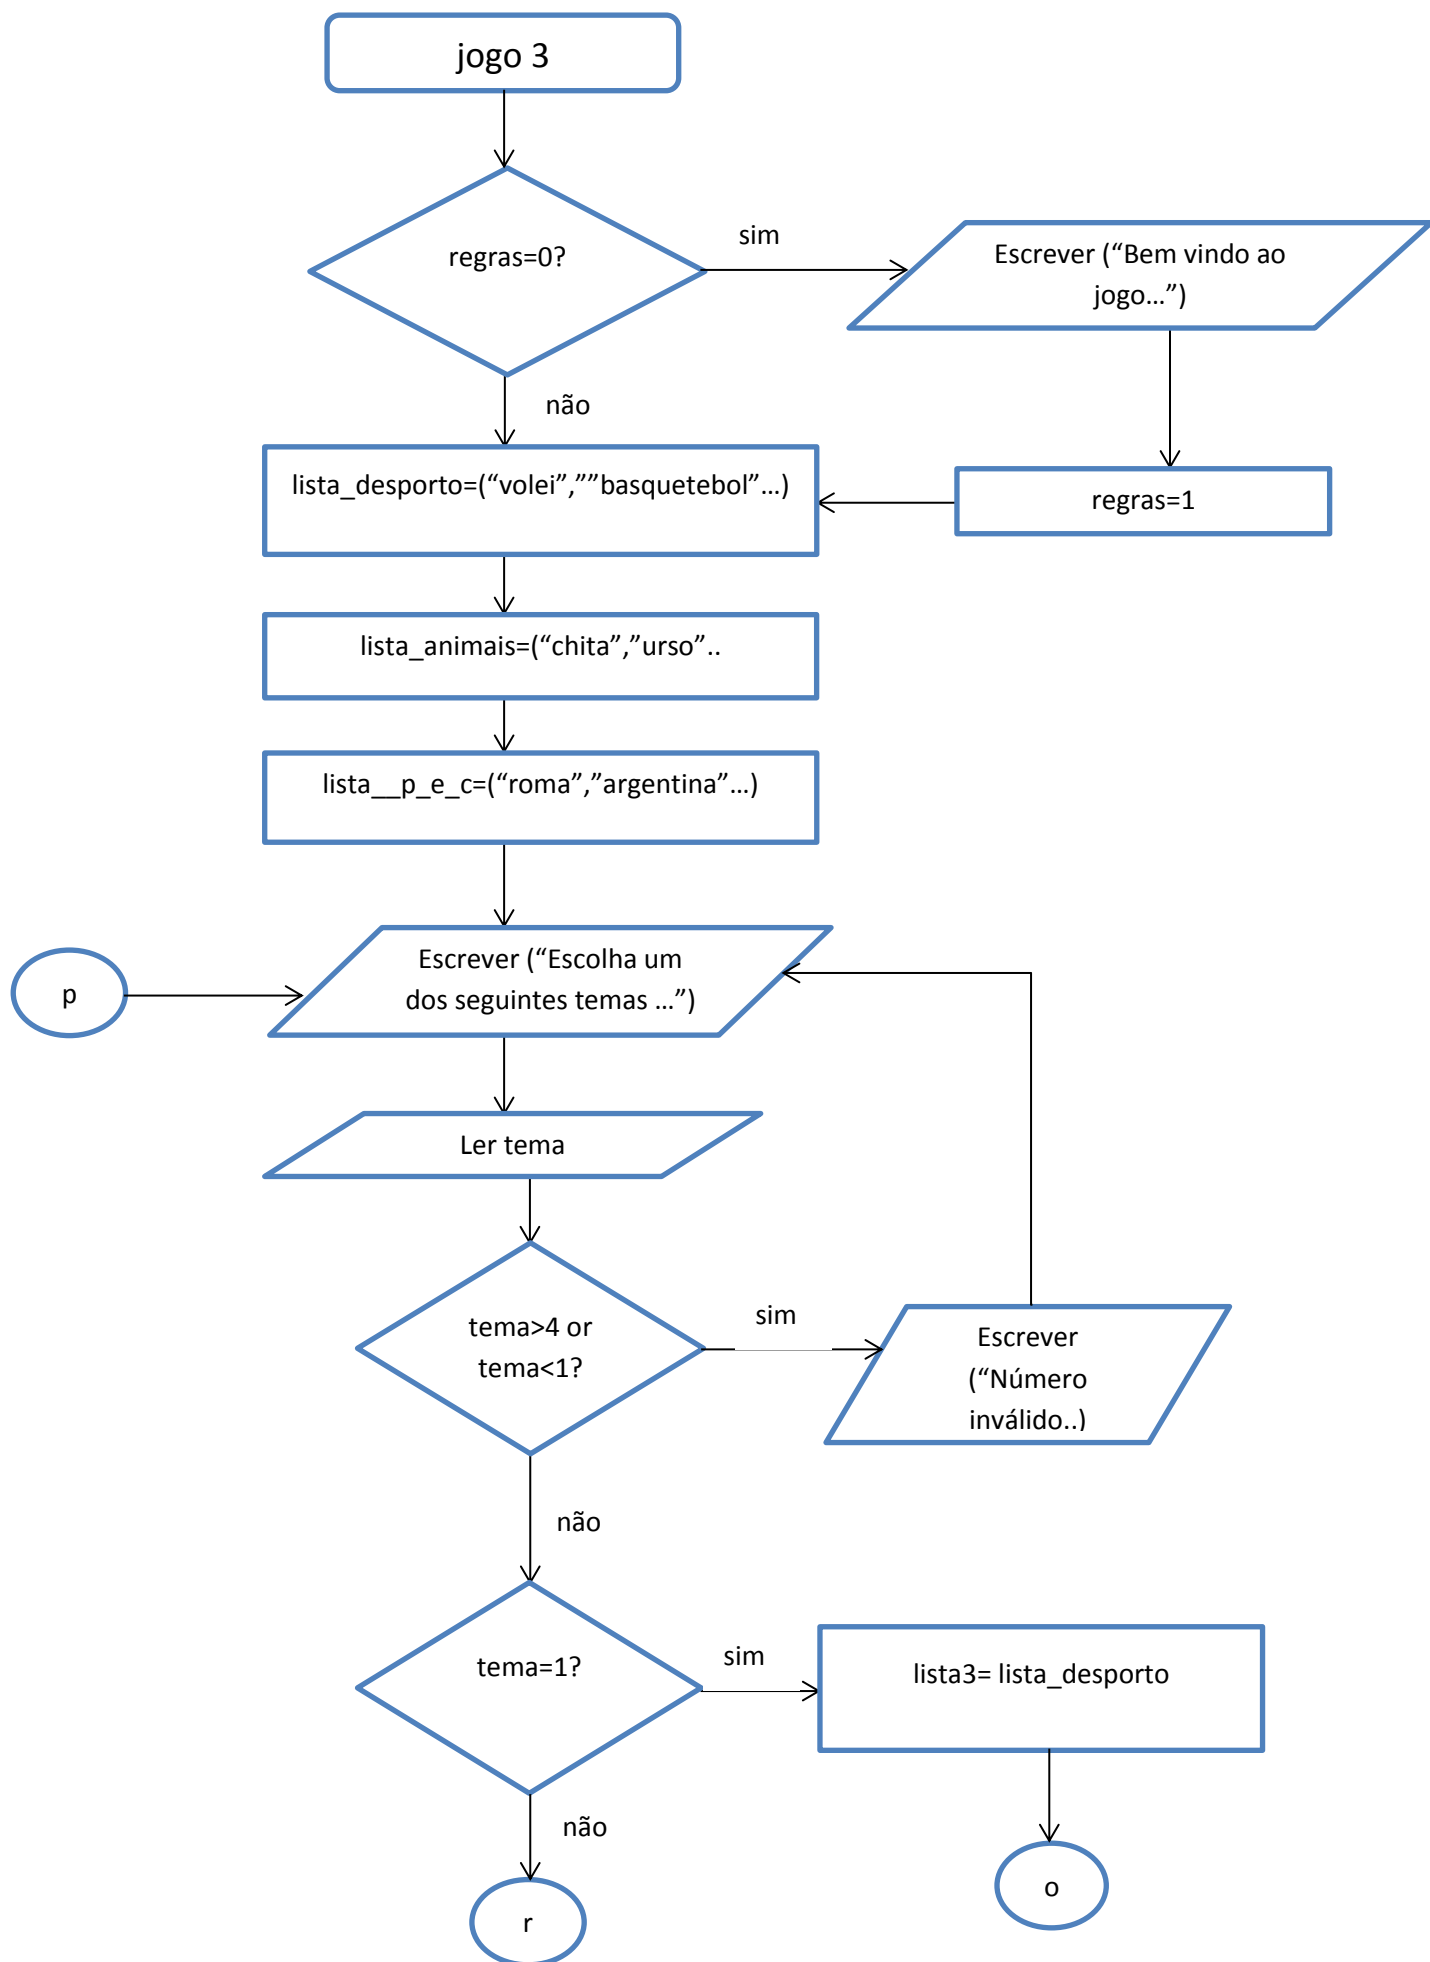 jogo 3
regras=0?
sim
Escrever (“Bem vindo ao
jogo…”)
não
lista_desporto=(“volei”,””basquetebol”…)
regras=1
lista_animais=(“chita”,”urso”..
lista__p_e_c=(“roma”,”argentina”…)
p
Escrever (“Escolha um
dos seguintes temas …”)
Ler tema
tema>4 or
tema<1?
sim
Escrever
(“Número
inválido..)
não
tema=1?
sim
lista3= lista_desporto
não
o
r